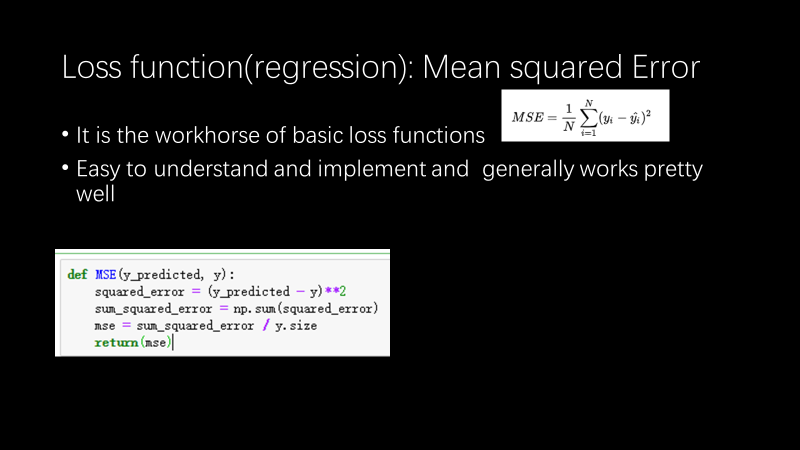 Loss function(regression): Mean squared Error
MSE = \frac{1}{N} \sum_{i=1}^{N} (y_i - \hat{y}_i)^2
• It is the workhorse of basic loss functions
• Easy to understand and implement and generally works pretty
well
def MSE(y_predicted, y):
    squared_error = (y_predicted - y)**2
    sum_squared_error = np.sum(squared_error)
    mse = sum_squared_error / y.size
    return(mse)